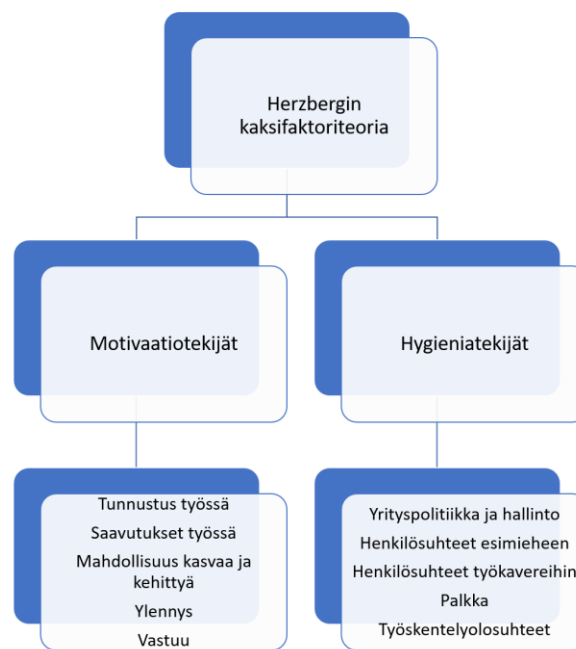 Herzbergin
kaksifaktoriteoria
Motivaatiotekijät
Hygieniatekijät
Tunnustus työssä
Saavutukset työssä
Mahdollisuus kasvaa ja
kehittyä
Ylennys
Vastuu
Yrityspolitiikka ja hallinto
Henkilösuhteet esimieheen
Henkilösuhteet työkavereihin
Palkka
Työskentelyolosuhteet